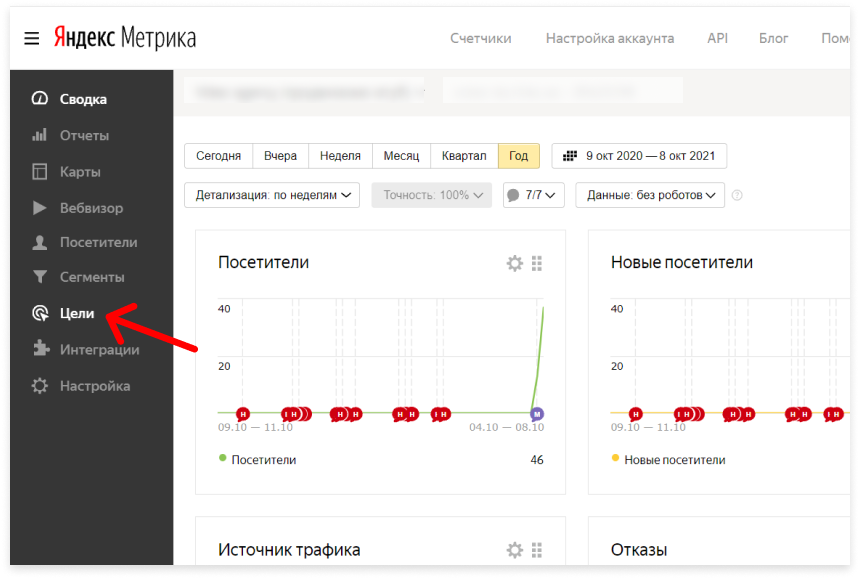 Яндекс Метрика
Счетчики Настройка аккаунта API Блог Пом
Сводка
Отчеты
Карты
Вебвизор
Посетители
Сегменты
Цели
Интеграции
Настройка
Сегодня Вчера Неделя Месяц Квартал Год 9 окт 2020 — 8 окт 2021
Детализация: по неделям Точность: 100% 7/7 Данные: без роботов ?
Посетители
40
20
Н І Н Н Н Н Н І Н М
09.10 — 11.10 04.10 — 08.10
Посетители 46
Новые посетители
40
20
Н І Н Н Н Н Н І Н
09.10 — 11.10
Новые посетители
Источник трафика
Отказы